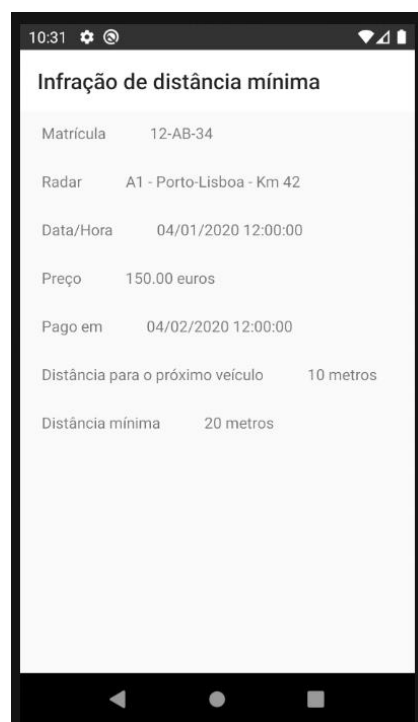 10:31
Infração de distância mínima
Matrícula 12-AB-34
Radar A1 - Porto-Lisboa - Km 42
Data/Hora 04/01/2020 12:00:00
Preço 150.00 euros
Pago em 04/02/2020 12:00:00
Distância para o próximo veículo 10 metros
Distância mínima 20 metros